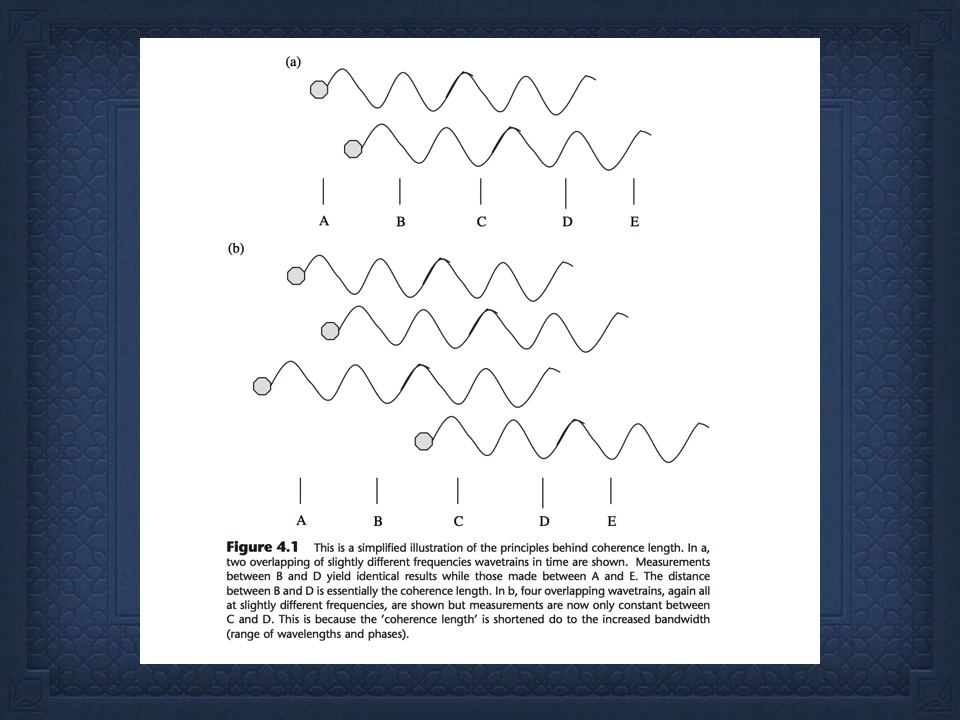 (a)
A B C D E
(b)
A B C D E
Figure 4.1 This is a simplified illustration of the principles behind coherence length. In a,
two overlapping of slightly different frequencies wavetrains in time are shown. Measurements
between B and D yield identical results while those made between A and E. The distance
between B and D is essentially the coherence length. In b, four overlapping wavetrains, again all
at slightly different frequencies, are shown but measurements are now only constant between
C and D. This is because the 'coherence length' is shortened do to the increased bandwidth
(range of wavelengths and phases).